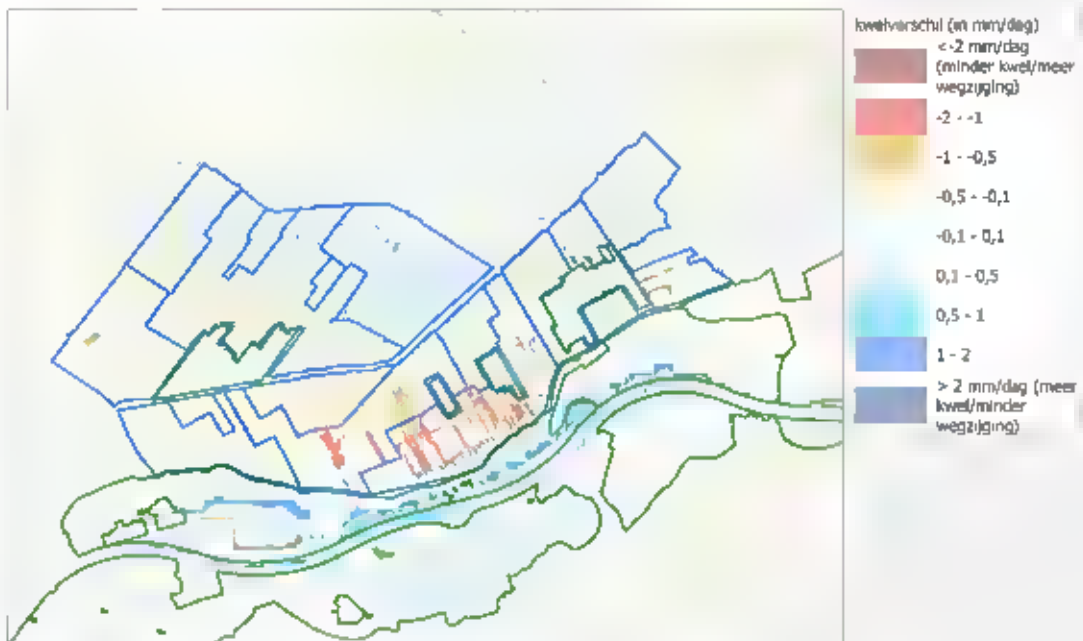 kwelverschil (in mm/dag)
<-2 mm/dag
(minder kwel/meer
wegzijging)
-2 - -1
-1 - -0,5
-0,5 - -0,1
-0,1 - 0,1
0,1 - 0,5
0,5 - 1
1 - 2
> 2 mm/dag (meer
kwel/minder
wegzijging)